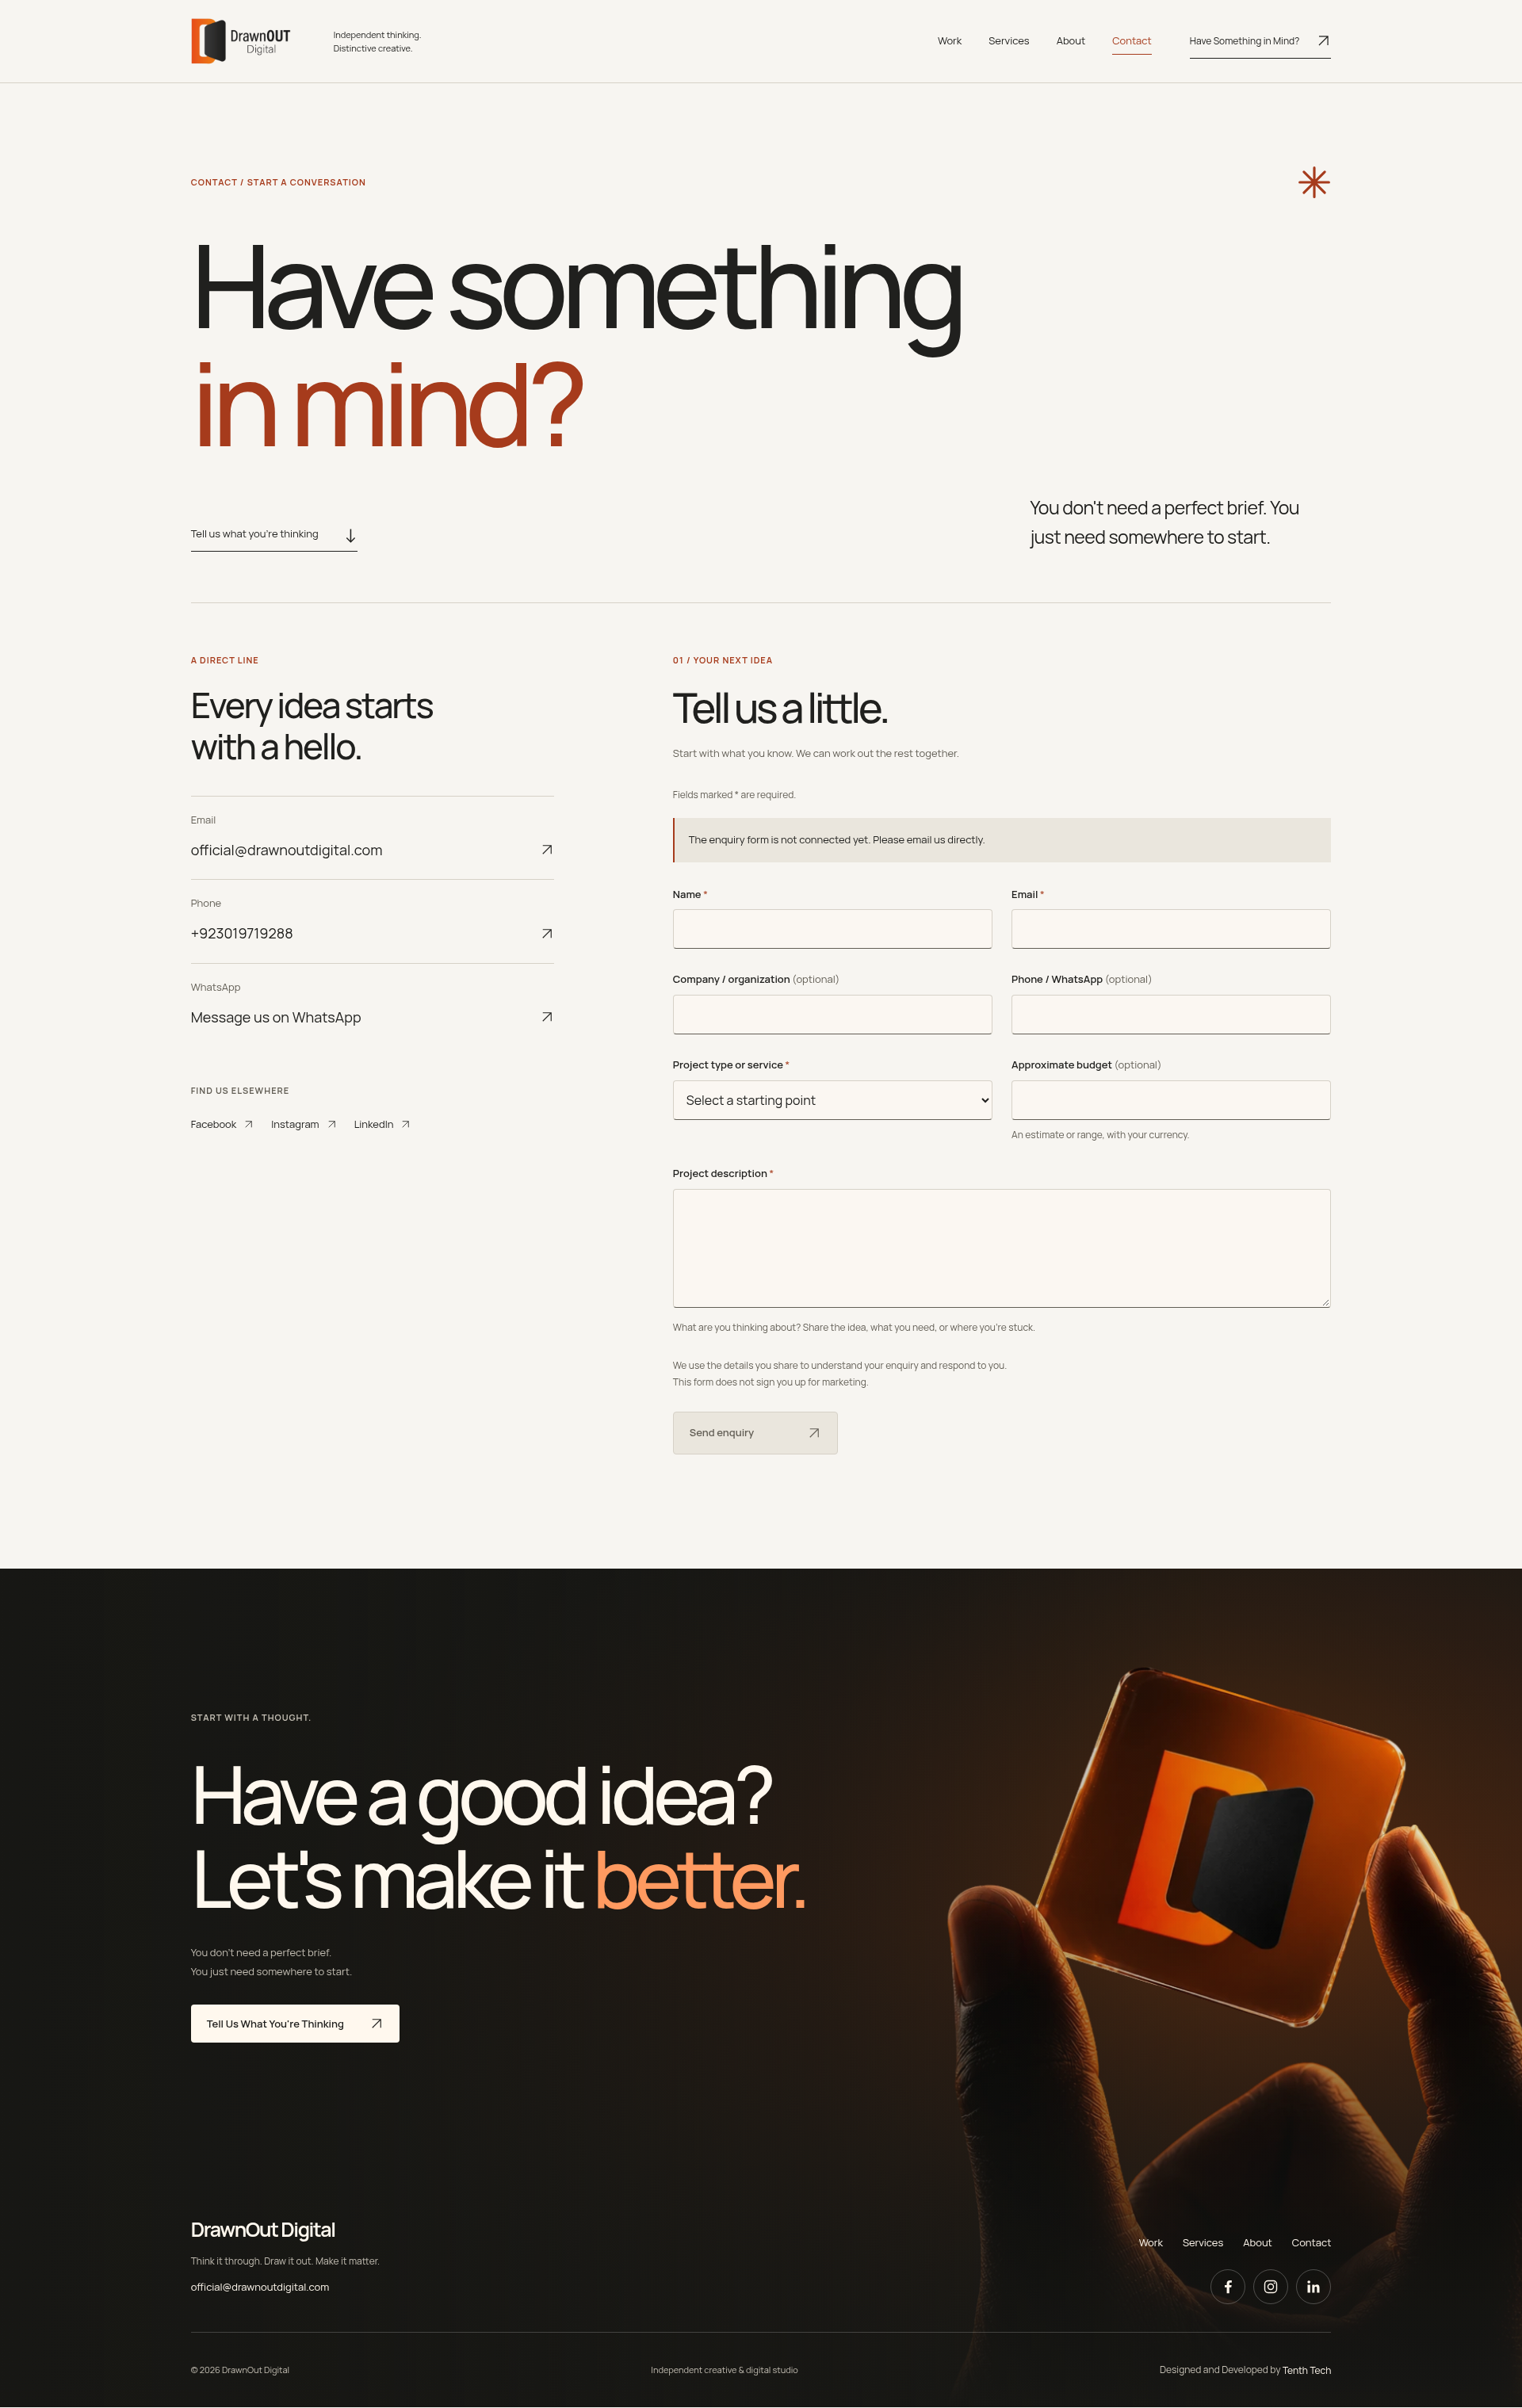 DrawnOUT
Digital
Independent thinking.
Distinctive creative.
Work
Services
About
Contact
Have Something in Mind?
CONTACT / START A CONVERSATION
Have something
in mind?
Tell us what you're thinking
You don't need a perfect brief. You
just need somewhere to start.
A DIRECT LINE
Every idea starts
with a hello.
Email
official@drawnoutdigital.com
Phone
+923019719288
WhatsApp
Message us on WhatsApp
FIND US ELSEWHERE
Facebook
Instagram
LinkedIn
01 / YOUR NEXT IDEA
Tell us a little.
Start with what you know. We can work out the rest together.
Fields marked * are required.
The enquiry form is not connected yet. Please email us directly.
Name *
Email *
Company / organization (optional)
Phone / WhatsApp (optional)
Project type or service *
Select a starting point
Approximate budget (optional)
An estimate or range, with your currency.
Project description *
What are you thinking about? Share the idea, what you need, or where you're stuck.
We use the details you share to understand your enquiry and respond to you.
This form does not sign you up for marketing.
Send enquiry
START WITH A THOUGHT.
Have a good idea?
Let's make it better.
You don't need a perfect brief.
You just need somewhere to start.
Tell Us What You're Thinking
DrawnOut Digital
Think it through. Draw it out. Make it matter.
official@drawnoutdigital.com
Work
Services
About
Contact
© 2026 DrawnOut Digital
Independent creative & digital studio
Designed and Developed by Tenth Tech